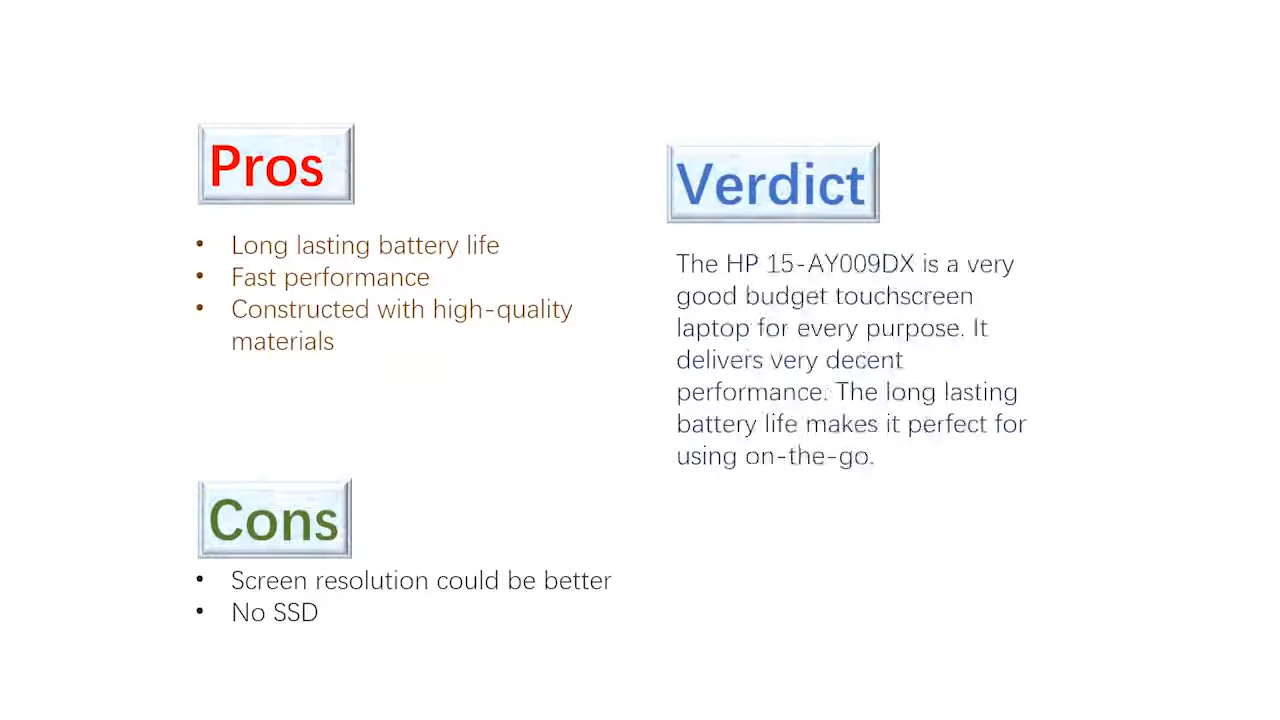 Pros
• Long lasting battery life
• Fast performance
• Constructed with high-quality
materials
Cons
• Screen resolution could be better
• No SSD
Verdict
The HP 15-AY009DX is a very
good budget touchscreen
laptop for every purpose. It
delivers very decent
performance. The long lasting
battery life makes it perfect for
using on-the-go.